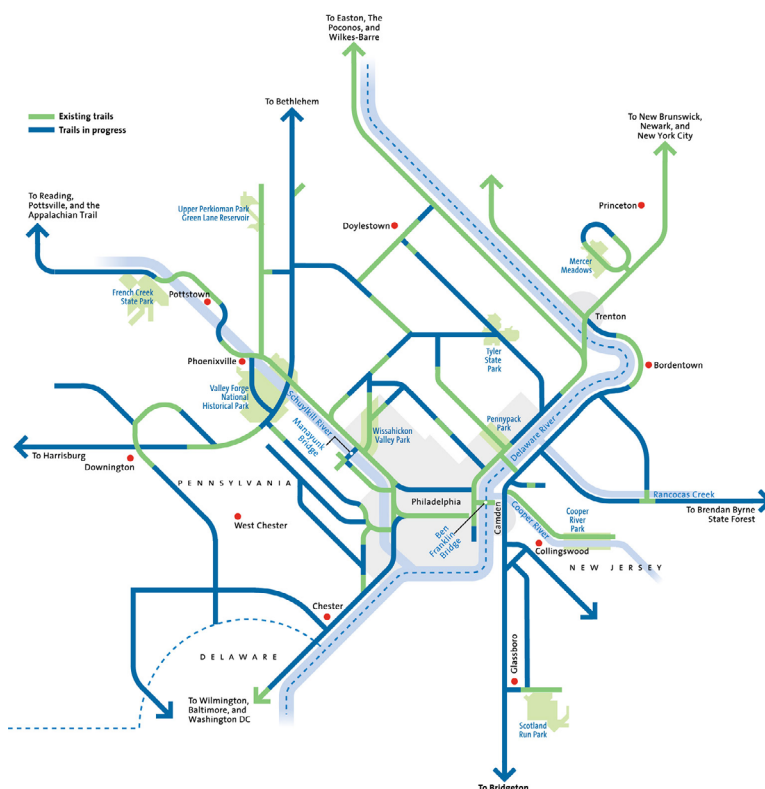 To Easton, The
Poconos, and
Wilkes-Barre
To Bethlehem
Existing trails
Trails in progress
To New Brunswick,
Newark, and
New York City
To Reading,
Pottsville, and the
Appalachian Trail
Upper Perkioman Park
Green Lane Reservoir
Doylestown
Princeton
Mercer
Meadows
French Creek
State Park
Pottstown
Trenton
Tyler
State
Park
Phoenixville
Bordentown
Valley Forge
National
Historical Park
Schuylkill River
Manayunk
Bridge
Wissahickon
Valley Park
Pennypack
Park
Delaware River
To Harrisburg
Downington
PENNSYLVANIA
Philadelphia
Camden
Rancocas Creek
To Brendan Byrne
State Forest
West Chester
Ben
Franklin
Bridge
Cooper River
Cooper
River
Park
Collingswood
NEW JERSEY
Chester
Glassboro
DELAWARE
To Wilmington,
Baltimore, and
Washington DC
Scotland
Run Park
To Bridgeton